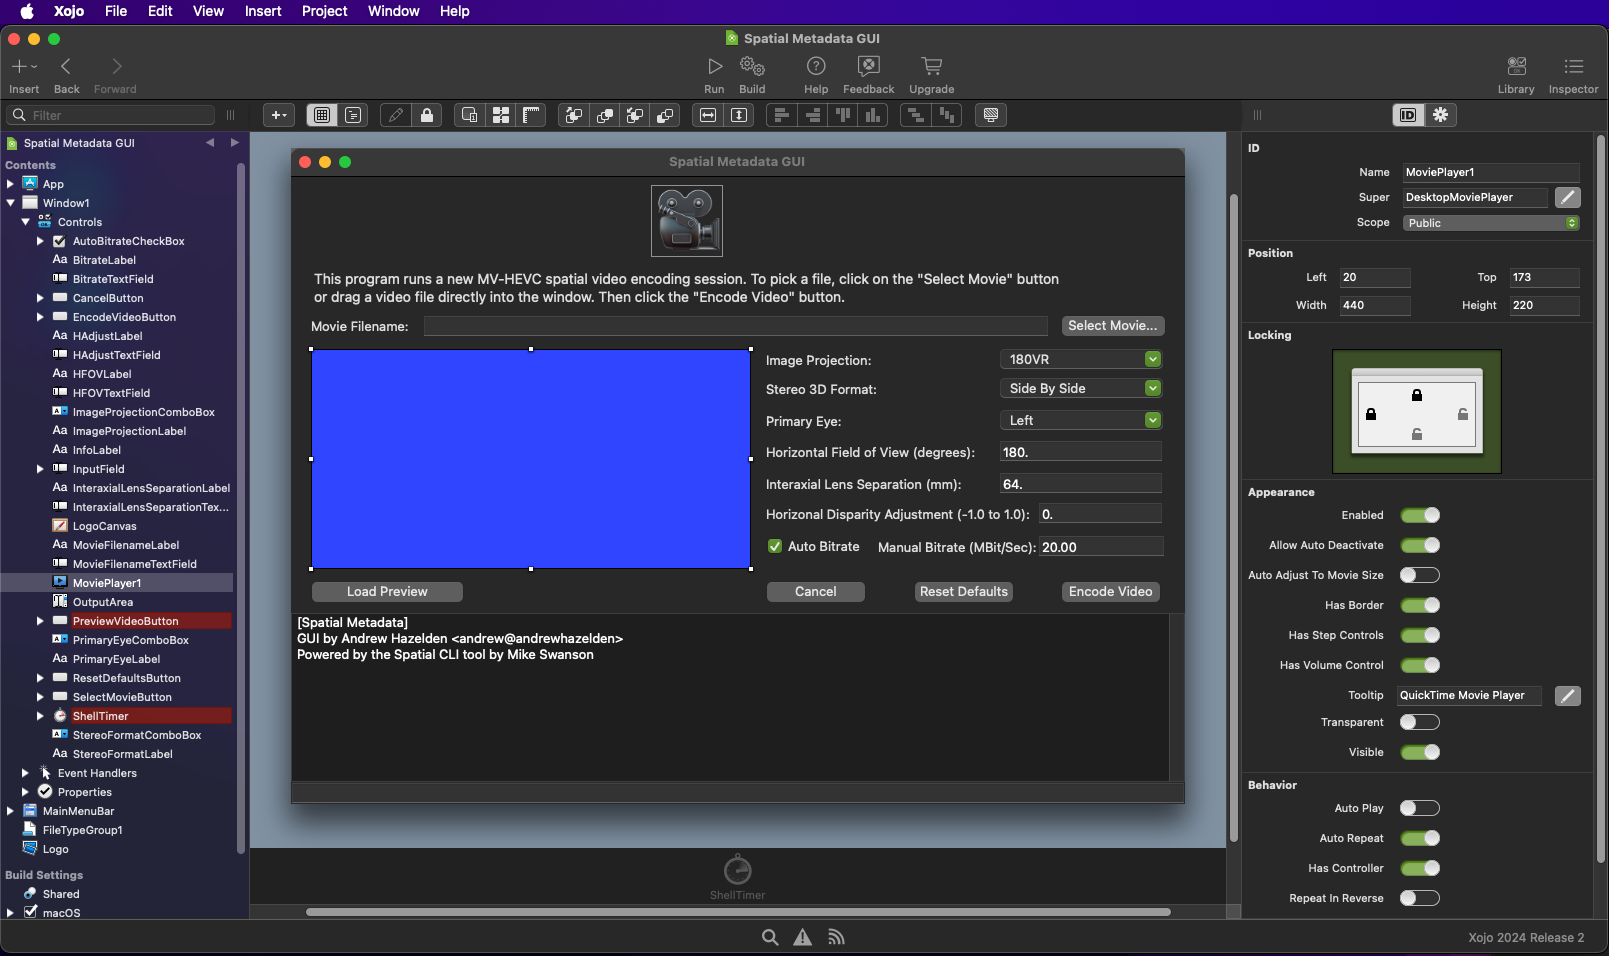 Xojo File Edit View Insert Project Window Help
Spatial Metadata GUI
Insert Back Forward Run Build Help Feedback Upgrade Library Inspector
Filter
ID
Spatial Metadata GUI
Contents
App
Window1
Controls
AutoBitrateCheckBox
Aa BitrateLabel
BitrateTextField
CancelButton
EncodeVideoButton
Aa HAdjustLabel
HAdjustTextField
Aa HFOVLabel
HFOVTextField
ImageProjectionComboBox
Aa ImageProjectionLabel
Aa InfoLabel
InputField
Aa InteraxialLensSeparationLabel
InteraxialLensSeparationTex...
LogoCanvas
Aa MovieFilenameLabel
MovieFilenameTextField
MoviePlayer1
OutputArea
PreviewVideoButton
PrimaryEyeComboBox
Aa PrimaryEyeLabel
ResetDefaultsButton
SelectMovieButton
ShellTimer
StereoFormatComboBox
Aa StereoFormatLabel
Event Handlers
Properties
MainMenuBar
FileTypeGroup1
Logo
Build Settings
Shared
macOS
Spatial Metadata GUI
This program runs a new MV-HEVC spatial video encoding session. To pick a file, click on the "Select Movie" button
or drag a video file directly into the window. Then click the "Encode Video" button.
Movie Filename: Select Movie...
Image Projection: 180VR
Stereo 3D Format: Side By Side
Primary Eye: Left
Horizontal Field of View (degrees): 180.
Interaxial Lens Separation (mm): 64.
Horizonal Disparity Adjustment (-1.0 to 1.0): 0.
Auto Bitrate Manual Bitrate (MBit/Sec): 20.00
Load Preview Cancel Reset Defaults Encode Video
[Spatial Metadata]
GUI by Andrew Hazelden <andrew@andrewhazelden>
Powered by the Spatial CLI tool by Mike Swanson
ShellTimer
ID
Name MoviePlayer1
Super DesktopMoviePlayer
Scope Public
Position
Left 20 Top 173
Width 440 Height 220
Locking
Appearance
Enabled
Allow Auto Deactivate
Auto Adjust To Movie Size
Has Border
Has Step Controls
Has Volume Control
Tooltip QuickTime Movie Player
Transparent
Visible
Behavior
Auto Play
Auto Repeat
Has Controller
Repeat In Reverse
Xojo 2024 Release 2